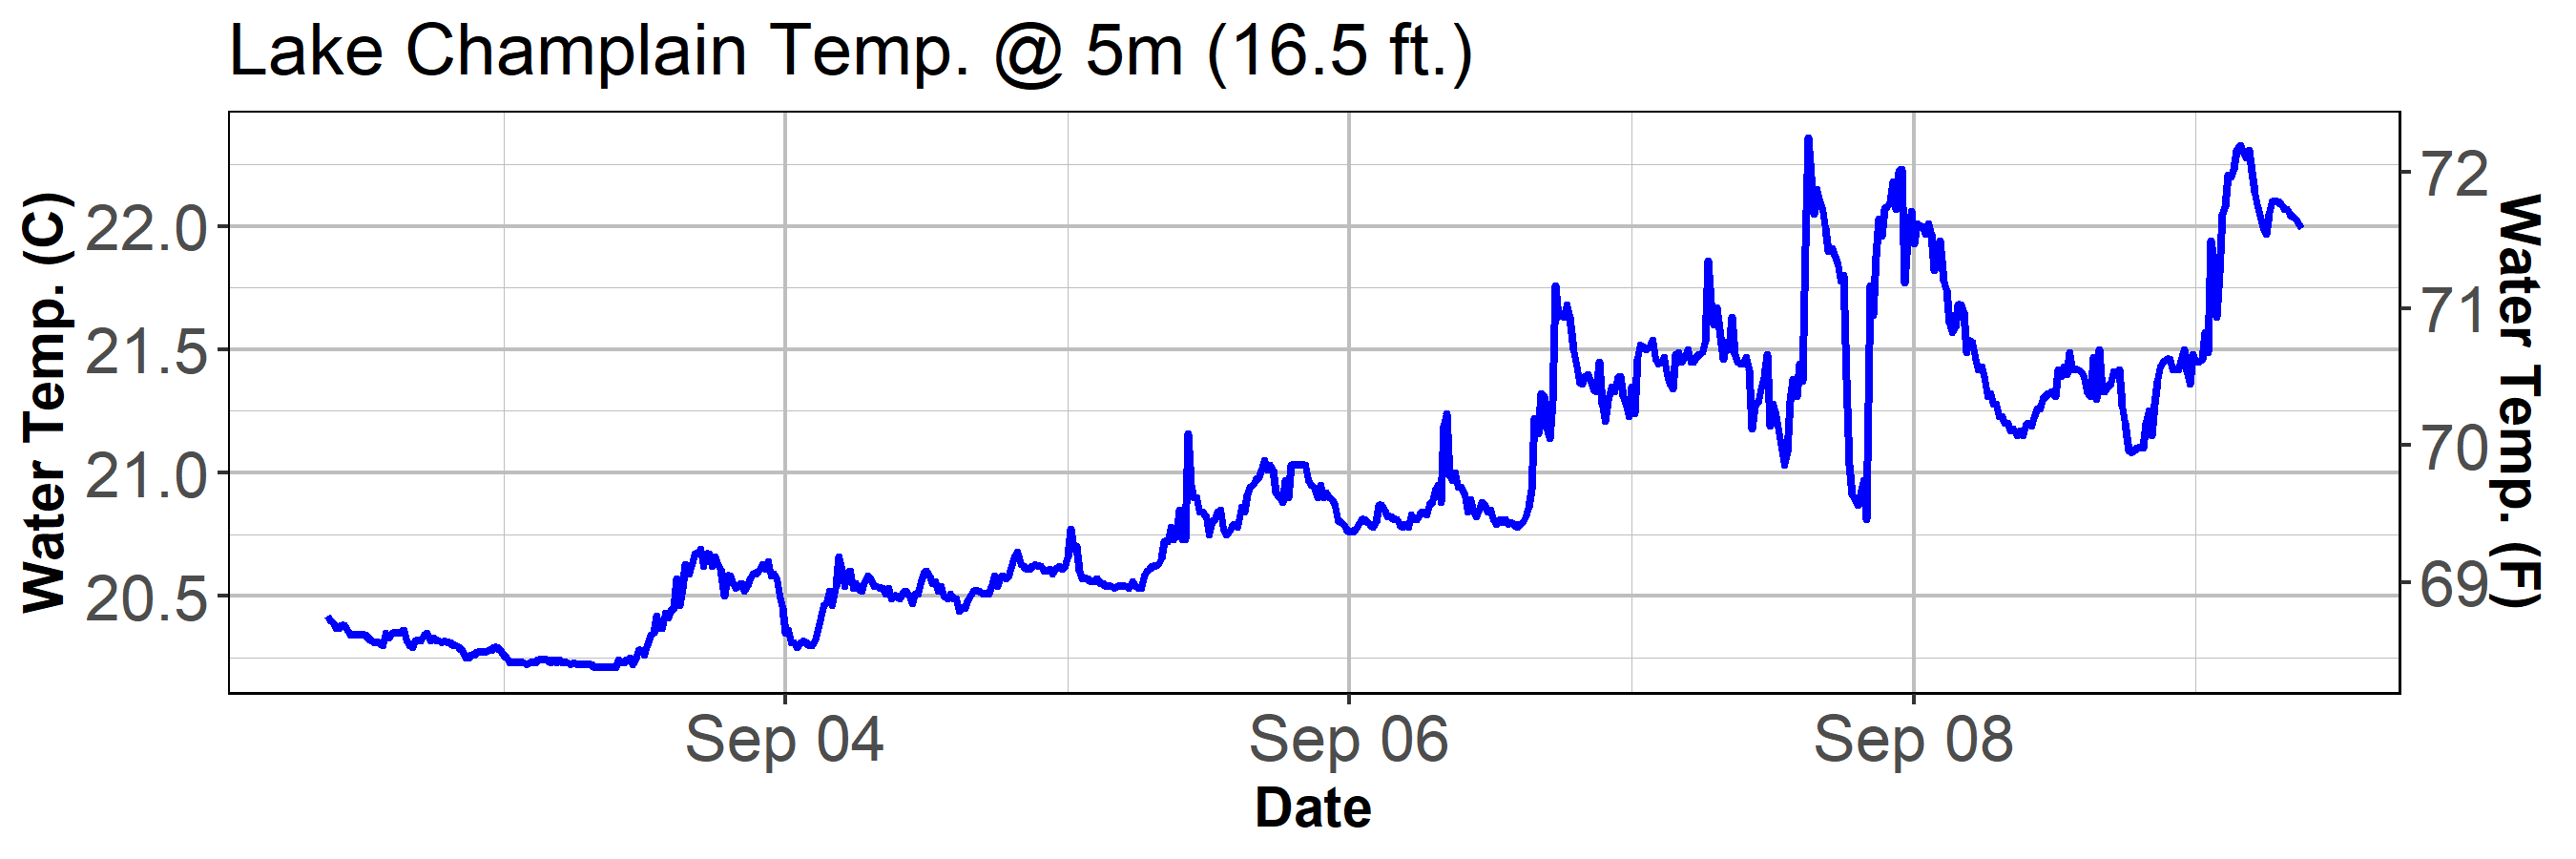 Lake Champlain Temp. @ 5m (16.5 ft.)
Water Temp. (C)
22.0
21.5
21.0
20.5
72
71
70
69
Water Temp. (F)
Sep 04
Sep 06
Sep 08
Date